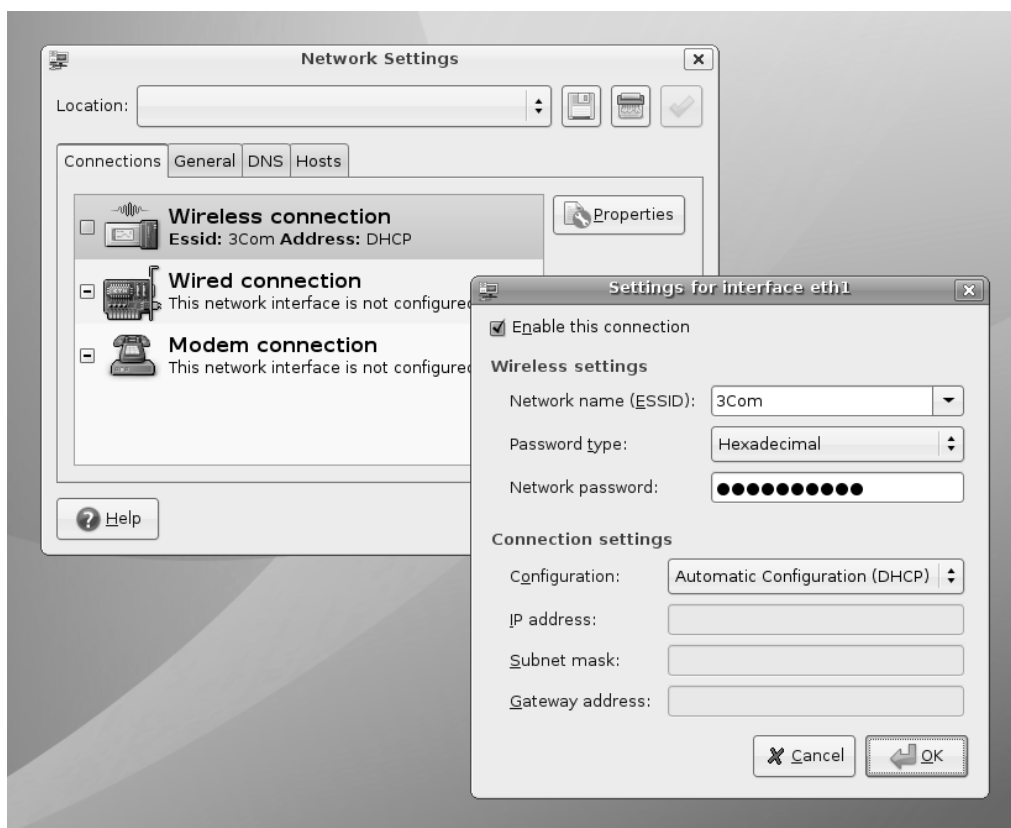 Network Settings
Location:
Connections General DNS Hosts
Wireless connection
Essid: 3Com Address: DHCP
Properties
Wired connection
This network interface is not configured
Modem connection
This network interface is not configured
Help
Settings for interface eth1
Enable this connection
Wireless settings
Network name (ESSID): 3Com
Password type: Hexadecimal
Network password: ●●●●●●●●●●
Connection settings
Configuration: Automatic Configuration (DHCP)
IP address:
Subnet mask:
Gateway address:
Cancel OK